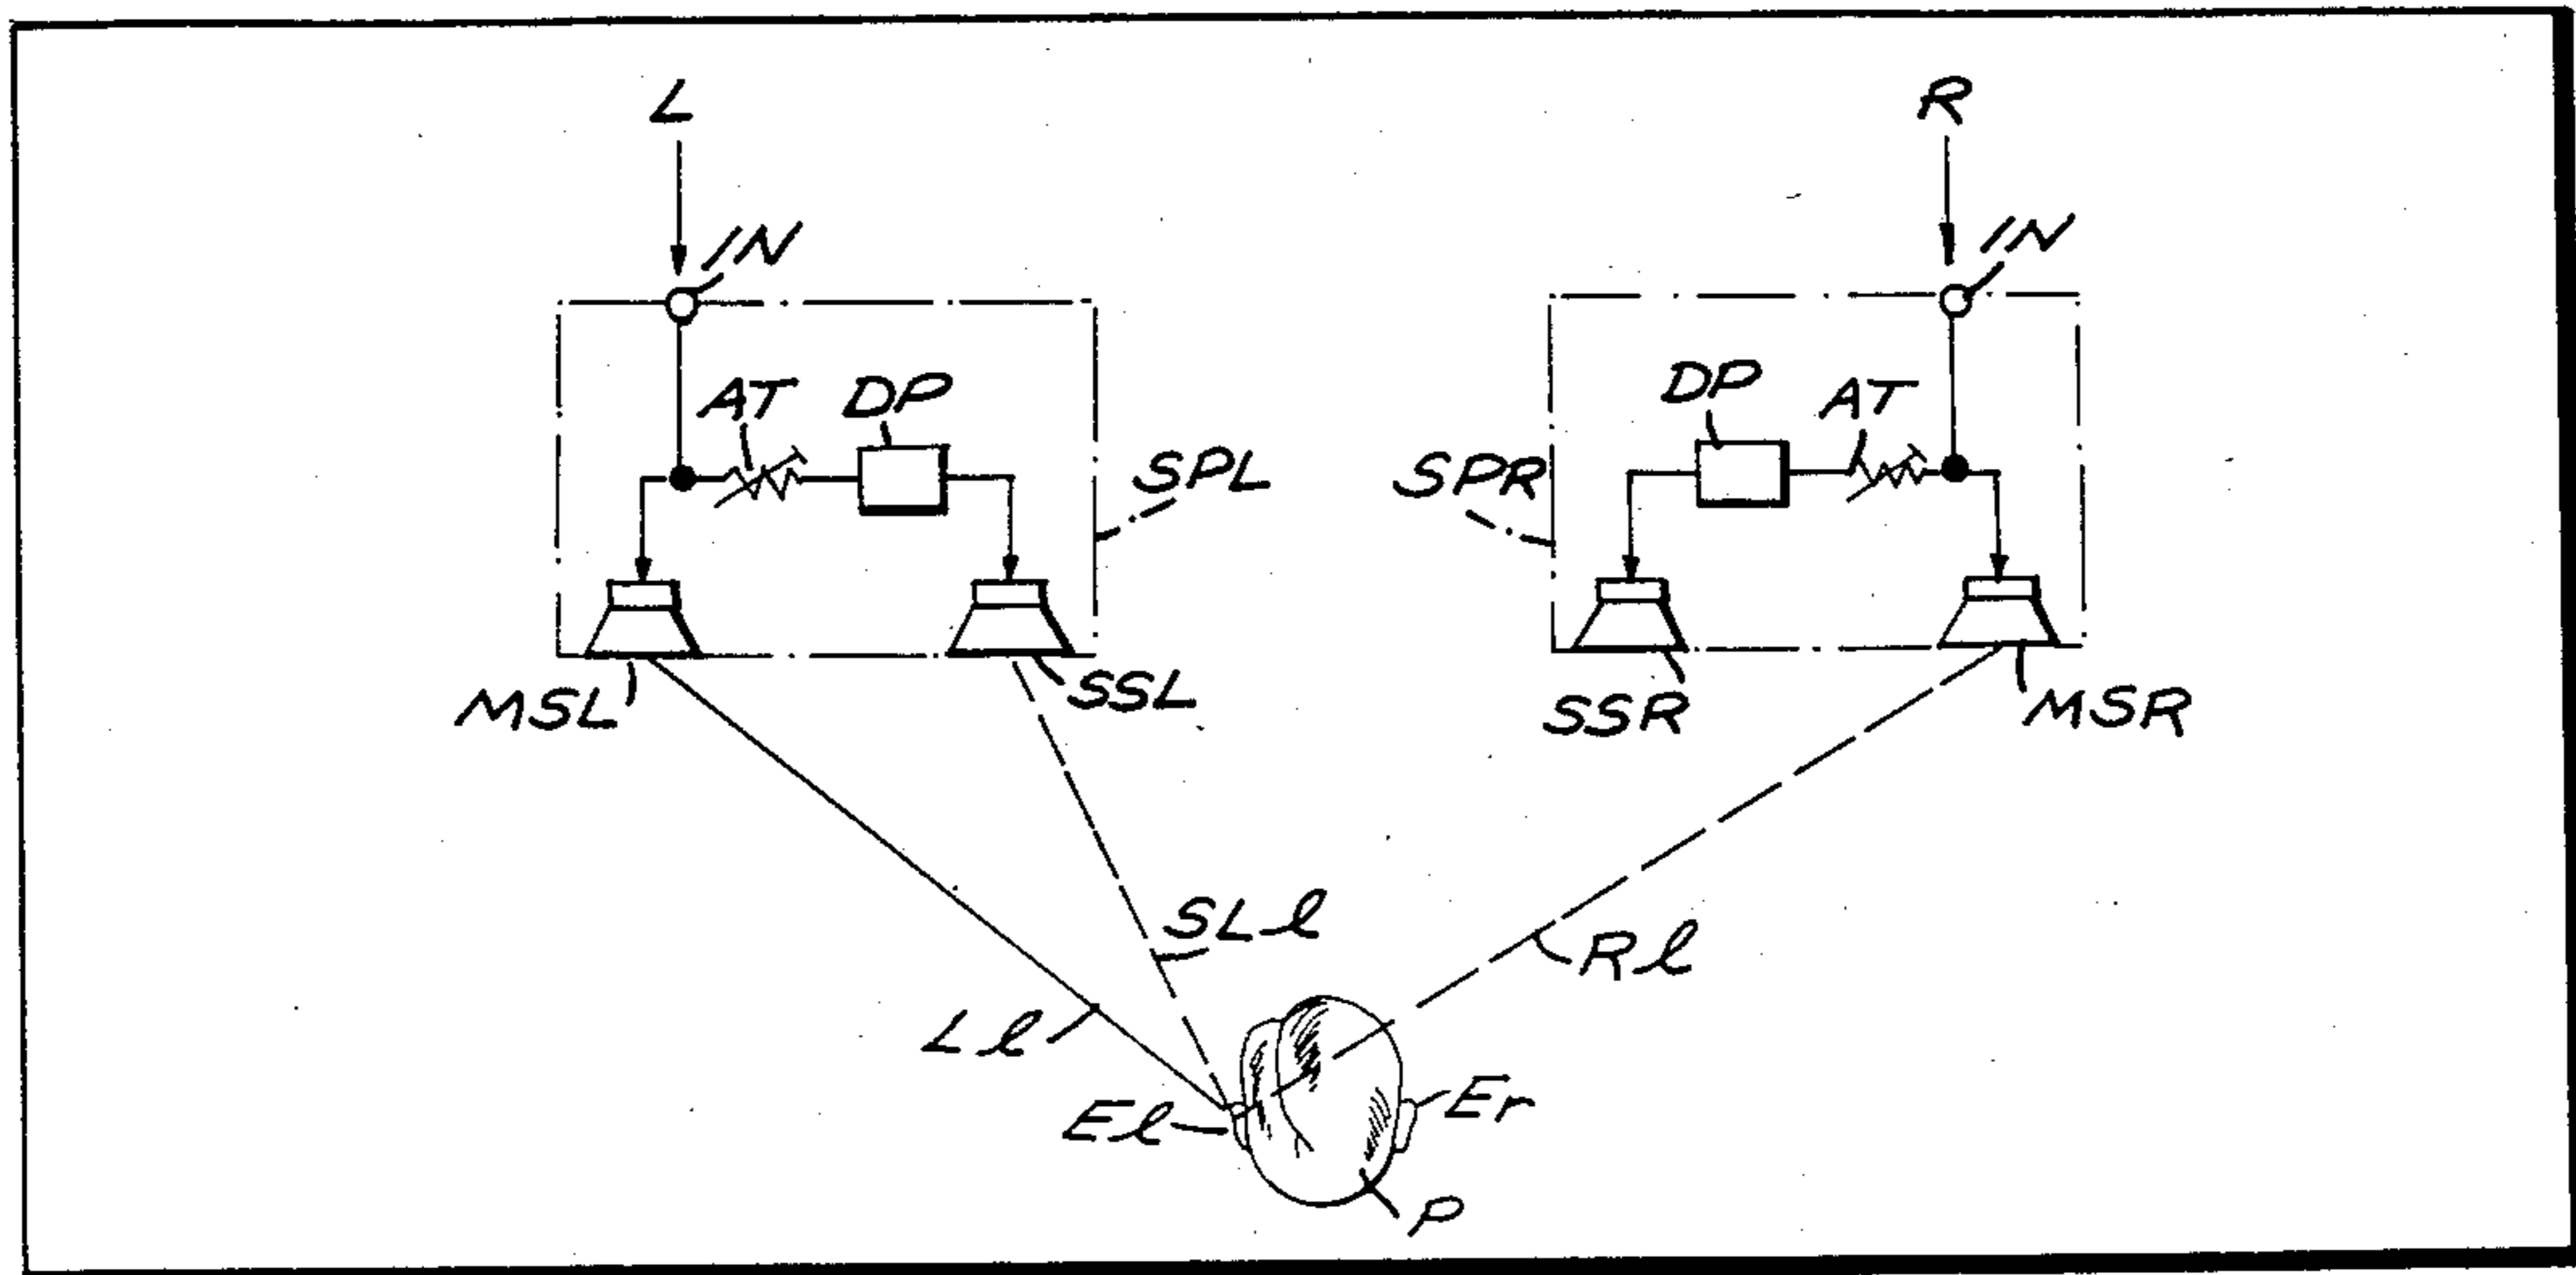 L
R
IN
IN
AT
DP
DP
AT
SPL
SPR
MSL
SSL
SSR
MSR
SLℓ
Rℓ
Lℓ
Eℓ
Er
P